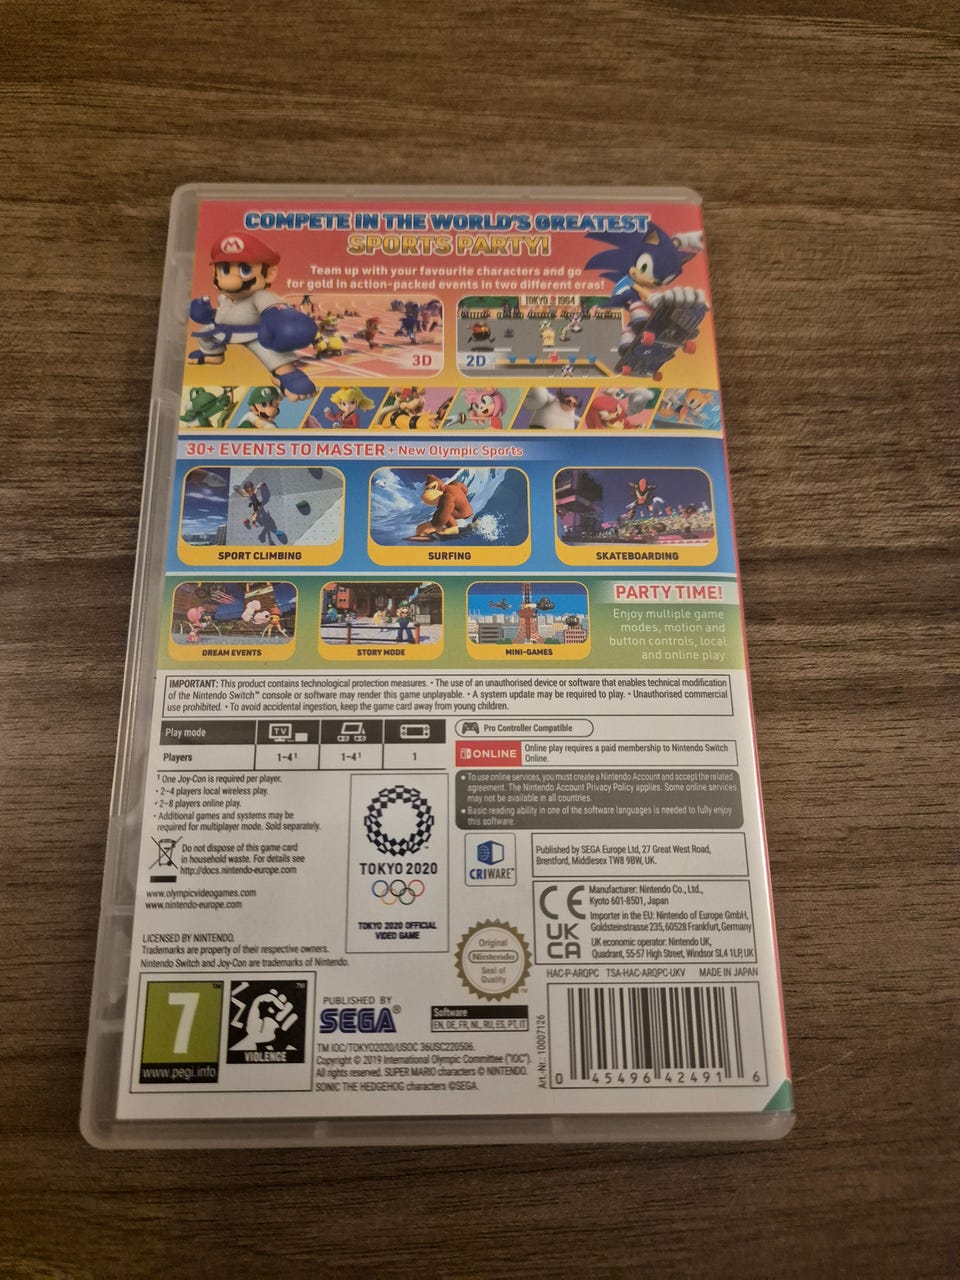 COMPETE IN THE WORLD'S GREATEST
SPORTS PARTY!
Team up with your favourite characters and go
for gold in action-packed events in two different eras!
TOKYO 1964
3D
2D
30+ EVENTS TO MASTER + New Olympic Sports
SPORT CLIMBING
SURFING
SKATEBOARDING
DREAM EVENTS
STORY MODE
MINI-GAMES
PARTY TIME!
Enjoy multiple game
modes, motion and
button controls, local
and online play.
IMPORTANT: This product contains technological protection measures. • The use of an unauthorised device or software that enables technical modification
of the Nintendo Switch™ console or software may render this game unplayable. • A system update may be required to play. • Unauthorised commercial
use prohibited. • To avoid accidental ingestion, keep the game card away from young children.
Play mode
TV
Players
1-4¹
1-4¹
1
Pro Controller Compatible
ONLINE
Online play requires a paid membership to Nintendo Switch
Online.
¹ One Joy-Con is required per player.
• 2-4 players local wireless play.
• 2-8 players online play.
• Additional games and systems may be
required for multiplayer mode. Sold separately.
• To use online services, you must create a Nintendo Account and accept the related
agreement. The Nintendo Account Privacy Policy applies. Some online services
may not be available in all countries.
• Basic reading ability in one of the software languages is needed to fully enjoy
this software.
Do not dispose of this game card
in household waste. For details see
http://docs.nintendo-europe.com
www.olympicvideogames.com
www.nintendo-europe.com
TOKYO 2020
TOKYO 2020 OFFICIAL
VIDEO GAME
CRIWARE™
Published by SEGA Europe Ltd, 27 Great West Road,
Brentford, Middlesex TW8 9BW, UK.
CE
UK
CA
Manufacturer: Nintendo Co., Ltd.,
Kyoto 601-8501, Japan
Importer in the EU: Nintendo of Europe GmbH,
Goldsteinstrasse 235, 60528 Frankfurt, Germany
UK economic operator: Nintendo UK,
Quadrant, 55-57 High Street, Windsor SL4 1LP, UK
LICENSED BY NINTENDO.
Trademarks are property of their respective owners.
Nintendo Switch and Joy-Con are trademarks of Nintendo.
Original
Nintendo
Seal of
Quality
™
HAC-P-ARQPC TSA-HAC-ARQPC-UKV MADE IN JAPAN
7
™
www.pegi.info
™
VIOLENCE
PUBLISHED BY
SEGA®
Software
EN, DE, FR, NL, RU, ES, PT, IT
TM IOC/TOKYO2020/USOC 36USC220506.
Copyright © 2019 International Olympic Committee ("IOC").
All rights reserved. SUPER MARIO characters © NINTENDO.
SONIC THE HEDGEHOG characters ©SEGA.
Art.-Nr.: 10007126
0 45496 42491 6